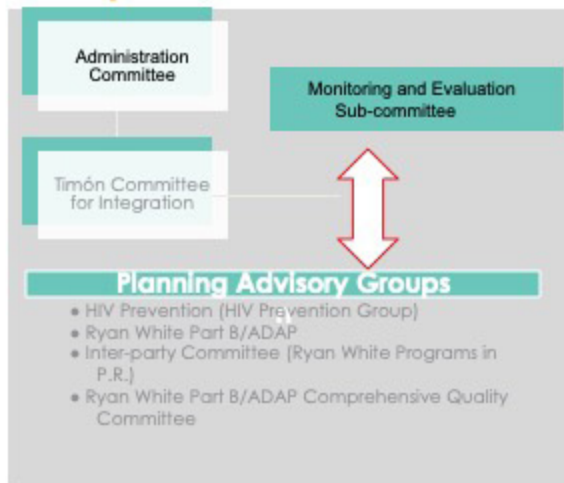 Administration
Committee
Monitoring and Evaluation
Sub-committee
Timón Committee
for Integration
Planning Advisory Groups
• HIV Prevention (HIV Prevention Group)
• Ryan White Part B/ADAP
• Inter-party Committee (Ryan White Programs in
P.R.)
• Ryan White Part B/ADAP Comprehensive Quality
Committee